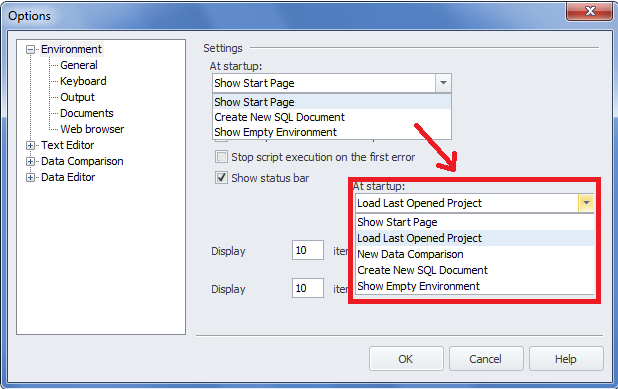 Options
Environment
General
Keyboard
Output
Documents
Web browser
Text Editor
Data Comparison
Data Editor
Settings
At startup:
Show Start Page
Show Start Page
Create New SQL Document
Show Empty Environment
Stop script execution on the first error
Show status bar
At startup:
Load Last Opened Project
Show Start Page
Load Last Opened Project
New Data Comparison
Create New SQL Document
Show Empty Environment
Display 10
Display 10
OK Cancel Help